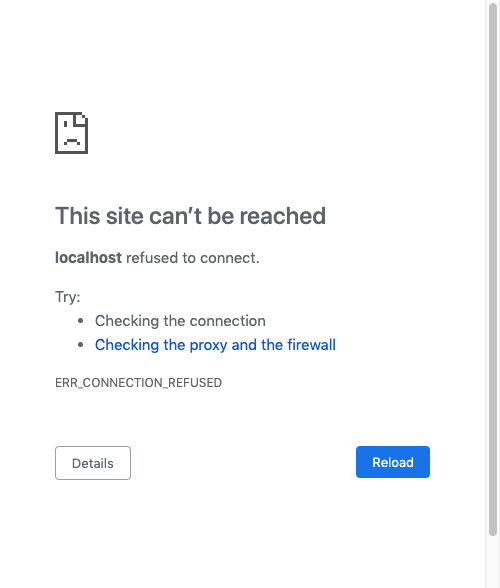 This site can’t be reached
localhost refused to connect.
Try:
Checking the connection
Checking the proxy and the firewall
ERR_CONNECTION_REFUSED
Details
Reload